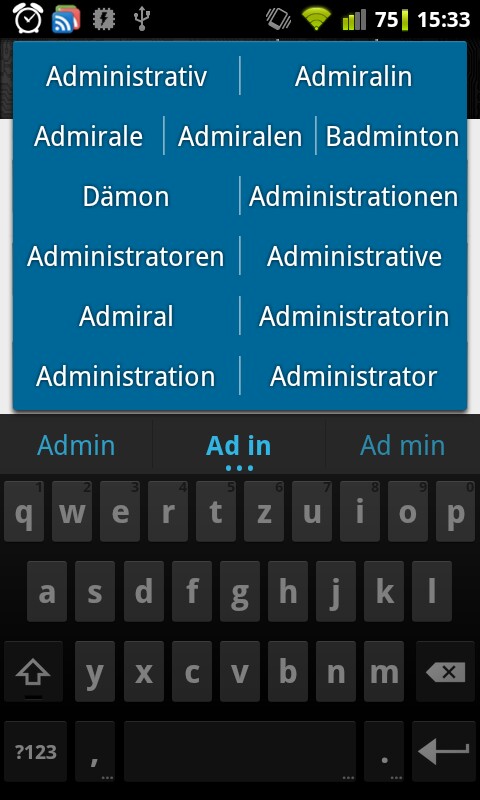 75 15:33
Administrativ Admiralin
Admirale Admiralen Badminton
Dämon Administrationen
Administratoren Administrative
Admiral Administratorin
Administration Administrator
Admin Ad in Ad min
1 2 3 4 5 6 7 8 9 0
q w e r t z u i o p
a s d f g h j k l
y x c v b n m
?123 , .